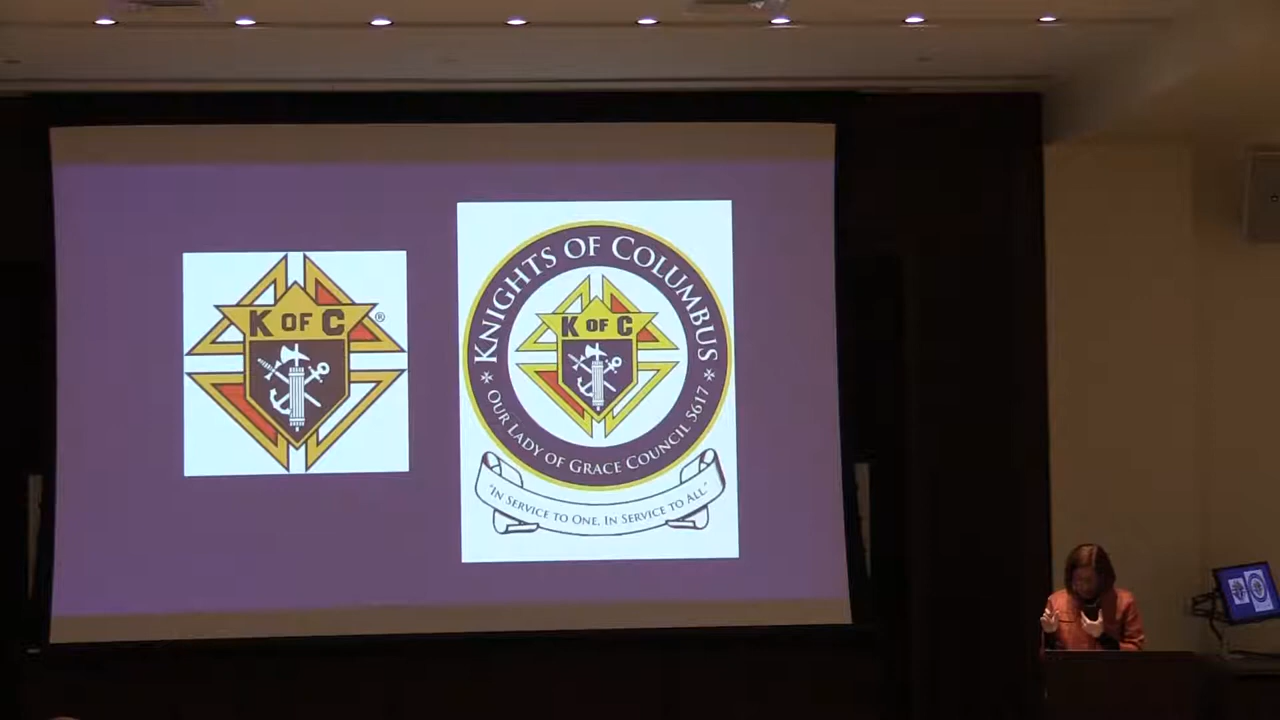 K OF C
®
KNIGHTS OF COLUMBUS
K OF C
OUR LADY OF GRACE COUNCIL 5617
"IN SERVICE TO ONE, IN SERVICE TO ALL"